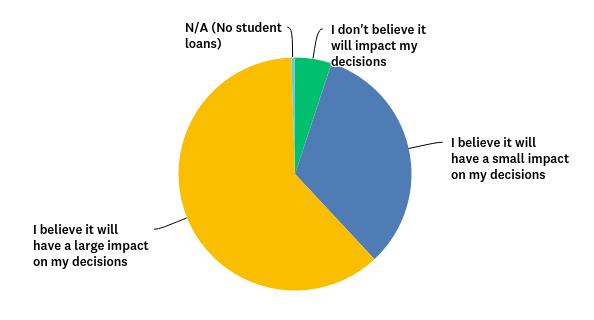 N/A (No student
loans)
I don't believe it
will impact my
decisions
I believe it will
have a small impact
on my decisions
I believe it will
have a large impact
on my decisions